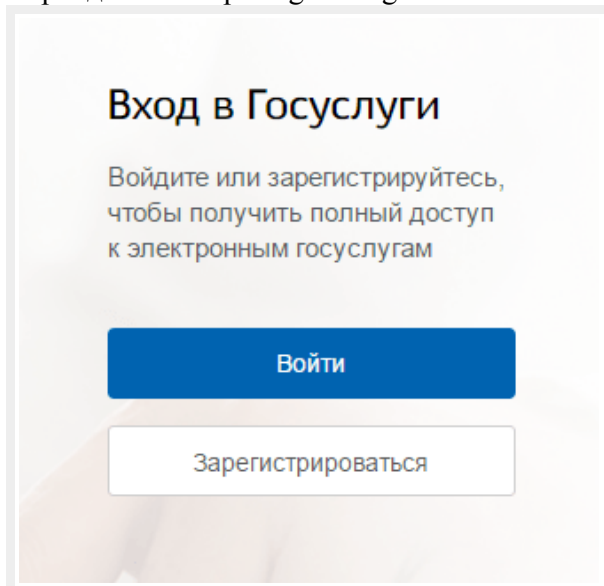 Вход в Госуслуги
Войдите или зарегистрируйтесь,
чтобы получить полный доступ
к электронным госуслугам
Войти
Зарегистрироваться